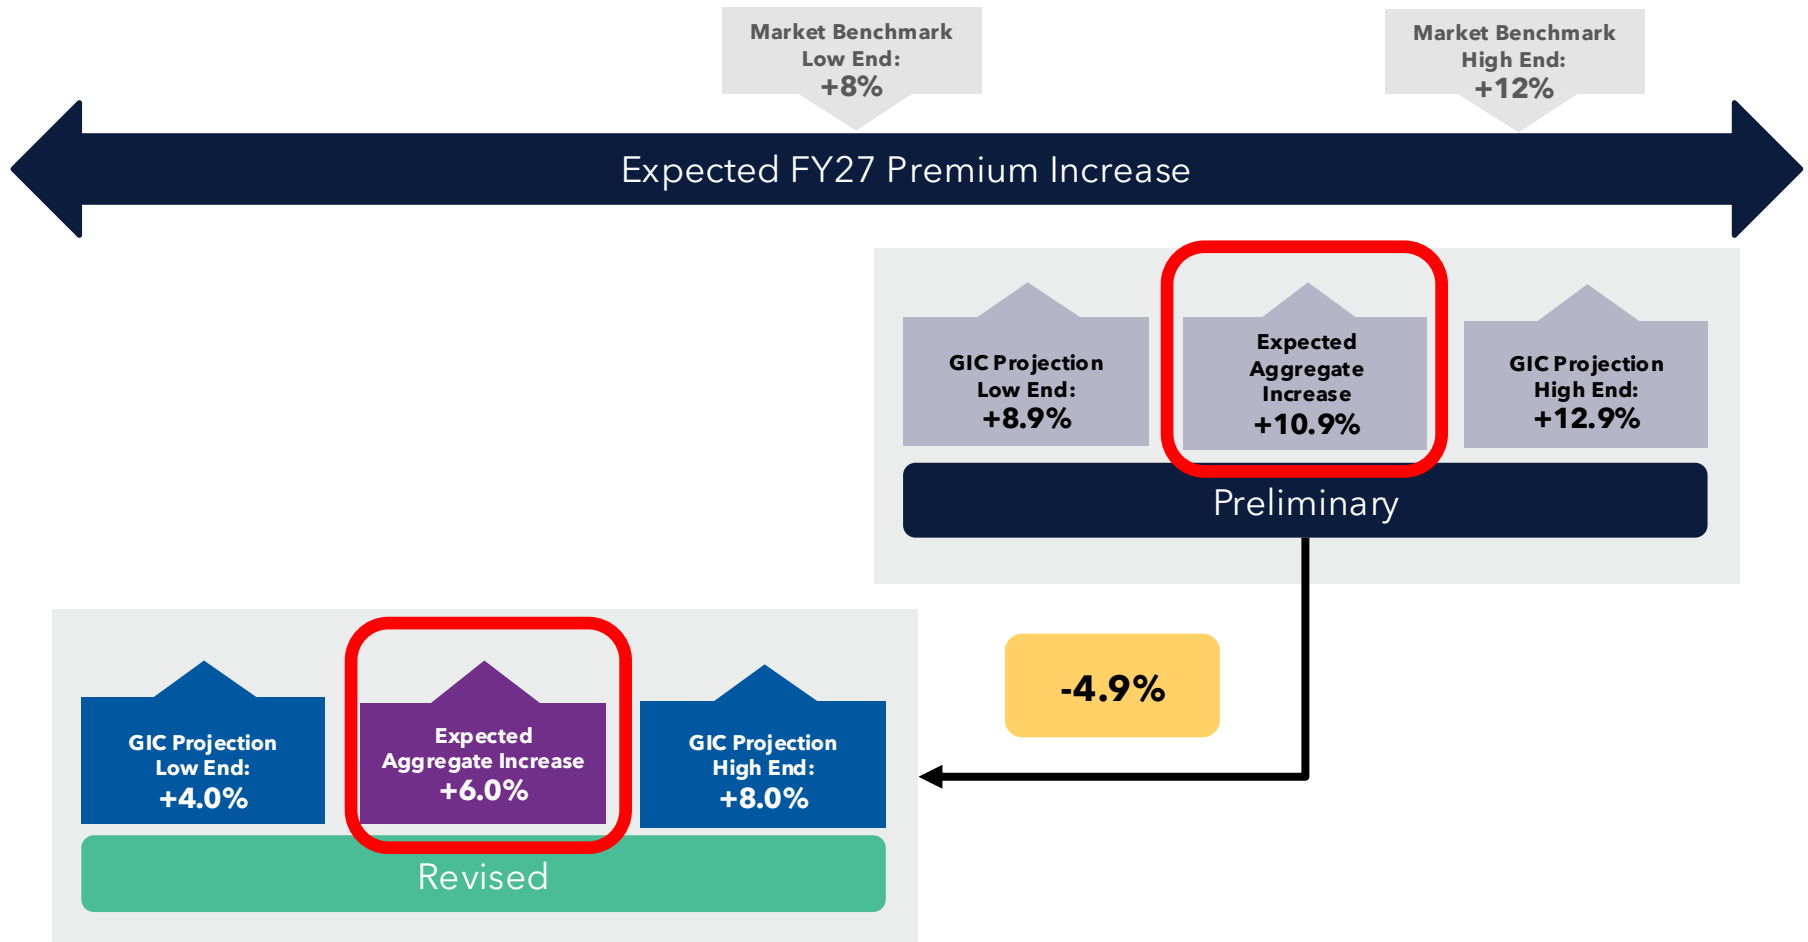 Market Benchmark
Low End:
+8%
Market Benchmark
High End:
+12%
Expected FY27 Premium Increase
GIC Projection
Low End:
+8.9%
Expected
Aggregate
Increase
+10.9%
GIC Projection
High End:
+12.9%
Preliminary
-4.9%
GIC Projection
Low End:
+4.0%
Expected
Aggregate Increase
+6.0%
GIC Projection
High End:
+8.0%
Revised